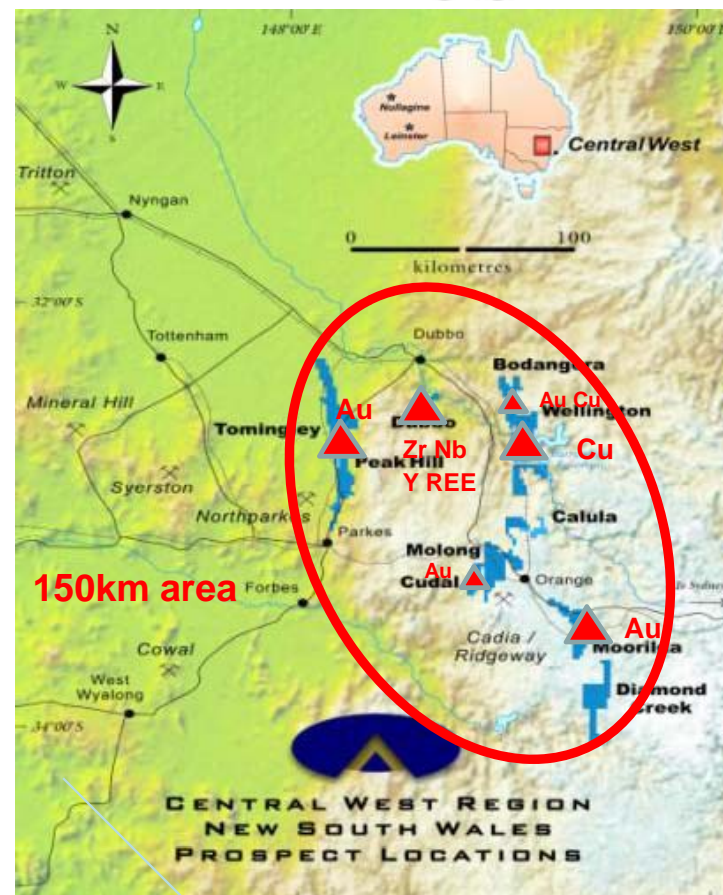 148°00' E
150°00' E
N
W
E
S
Nullagine
Leinster
Central West
Tritton
Nyngan
0
100
kilometres
32°00' S
Tottenham
Dubbo
Bodangora
Mineral Hill
Au
Au Cu
Wellington
Tomingley
Dubbo
Zr Nb
Cu
Peak Hill
Y REE
Syerston
Northparkes
Calula
Parkes
Molong
Au
Cudal
Orange
150km area
Forbes
To Sydney
Cadia /
Ridgeway
Au
Moorilda
Cowal
West
Wyalong
Diamond
Creek
34°00' S
CENTRAL WEST REGION
NEW SOUTH WALES
PROSPECT LOCATIONS